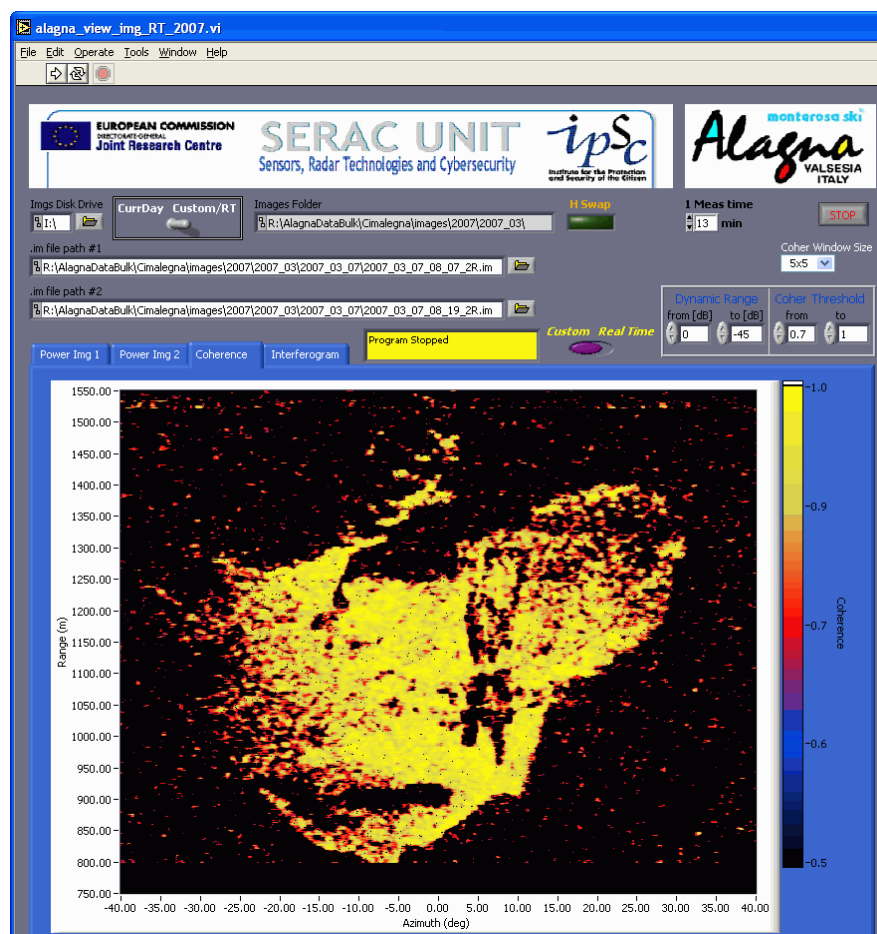 alagna_view_img_RT_2007.vi
File Edit Operate Tools Window Help
EUROPEAN COMMISSION
DIRECTORATE-GENERAL
Joint Research Centre
SERAC UNIT
Sensors, Radar Technologies and Cybersecurity
ipsc
Institute for the Protection
and Security of the Citizen
monterosa ski
Alagna
VALSESIA
ITALY
Imgs Disk Drive
I:\
CurrDay Custom/RT
Images Folder
R:\AlagnaDataBulk\Cimalegna\images\2007\2007_03\
H Swap
1 Meas time
13 min
STOP
.im file path #1
R:\AlagnaDataBulk\Cimalegna\images\2007\2007_03\2007_03_07\2007_03_07_08_07_2R.im
Coher Window Size
5x5
.im file path #2
R:\AlagnaDataBulk\Cimalegna\images\2007\2007_03\2007_03_07\2007_03_07_08_19_2R.im
Dynamic Range
from [dB] to [dB]
0 -45
Coher Threshold
from to
0.7 1
Program Stopped
Custom Real Time
Power Img 1 Power Img 2 Coherence Interferogram
1550.00
1500.00
1450.00
1400.00
1350.00
1300.00
1250.00
1200.00
1150.00
1100.00
1050.00
1000.00
950.00
900.00
850.00
800.00
750.00
Range (m)
-40.00 -35.00 -30.00 -25.00 -20.00 -15.00 -10.00 -5.00 0.00 5.00 10.00 15.00 20.00 25.00 30.00 35.00 40.00
Azimuth (deg)
1.0
0.9
0.7
0.6
0.5
Coherence